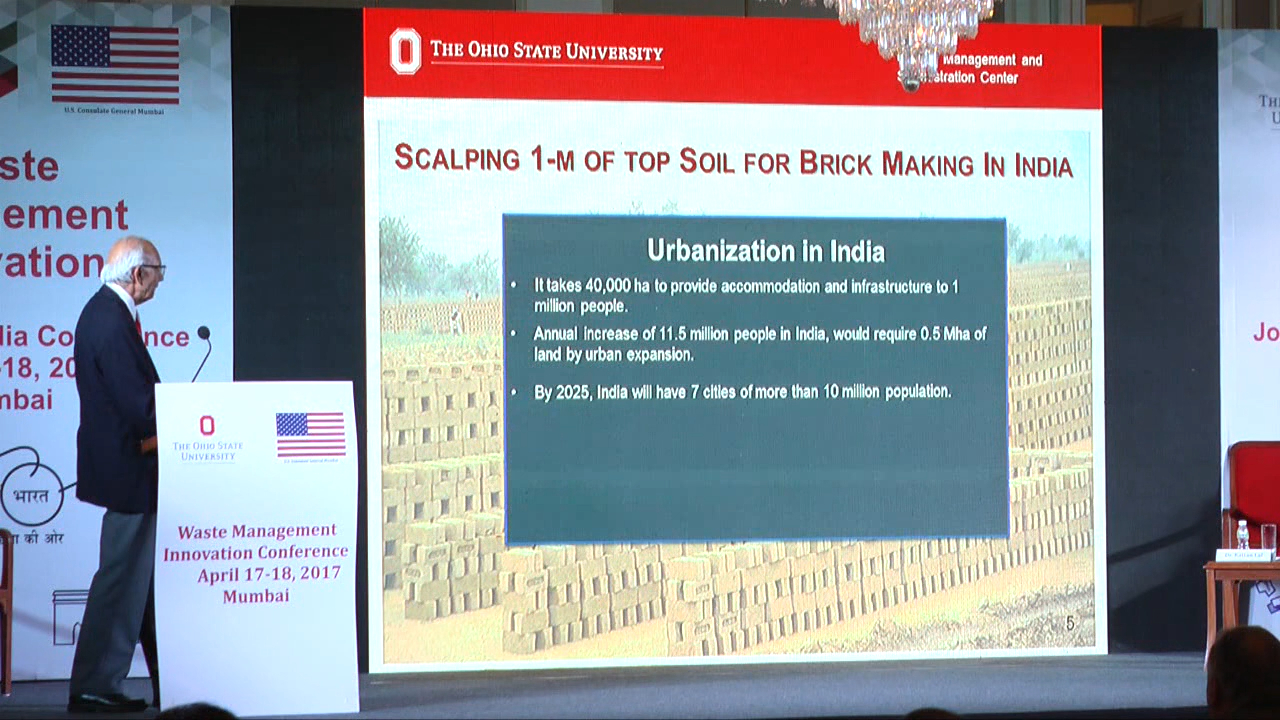 U.S. Consulate General Mumbai
ste
ement
vation
dia Co
ence
-18, 20
mbai
भारत
की ओर
THE OHIO STATE
UNIVERSITY
Waste Management
Innovation Conference
April 17-18, 2017
Mumbai
THE OHIO STATE UNIVERSITY
Management and
stration Center
SCALPING 1-M OF TOP SOIL FOR BRICK MAKING IN INDIA
Urbanization in India
• It takes 40,000 ha to provide accommodation and infrastructure to 1
million people.
• Annual increase of 11.5 million people in India, would require 0.5 Mha of
land by urban expansion.
• By 2025, India will have 7 cities of more than 10 million population.
5
TH
U
Jo